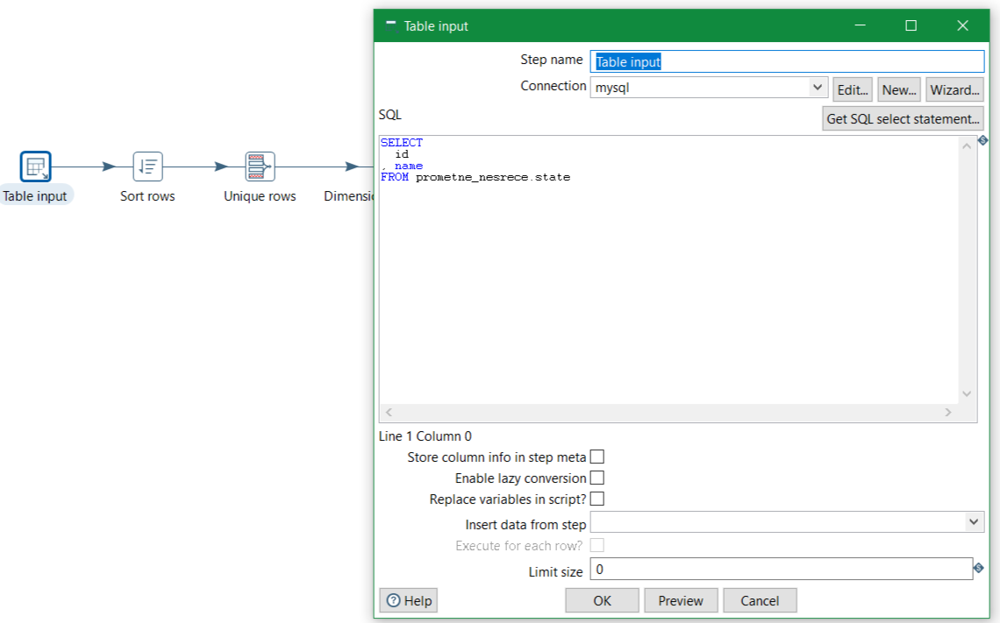 Table input
Step name
Table input
Connection
mysql
Edit...
New...
Wizard...
SQL
Get SQL select statement...
SELECT
id
, name
FROM prometne_nesrece.state
Table input
Sort rows
Unique rows
Line 1 Column 0
Store column info in step meta
Enable lazy conversion
Replace variables in script?
Insert data from step
Execute for each row?
Limit size
0
Help
OK
Preview
Cancel